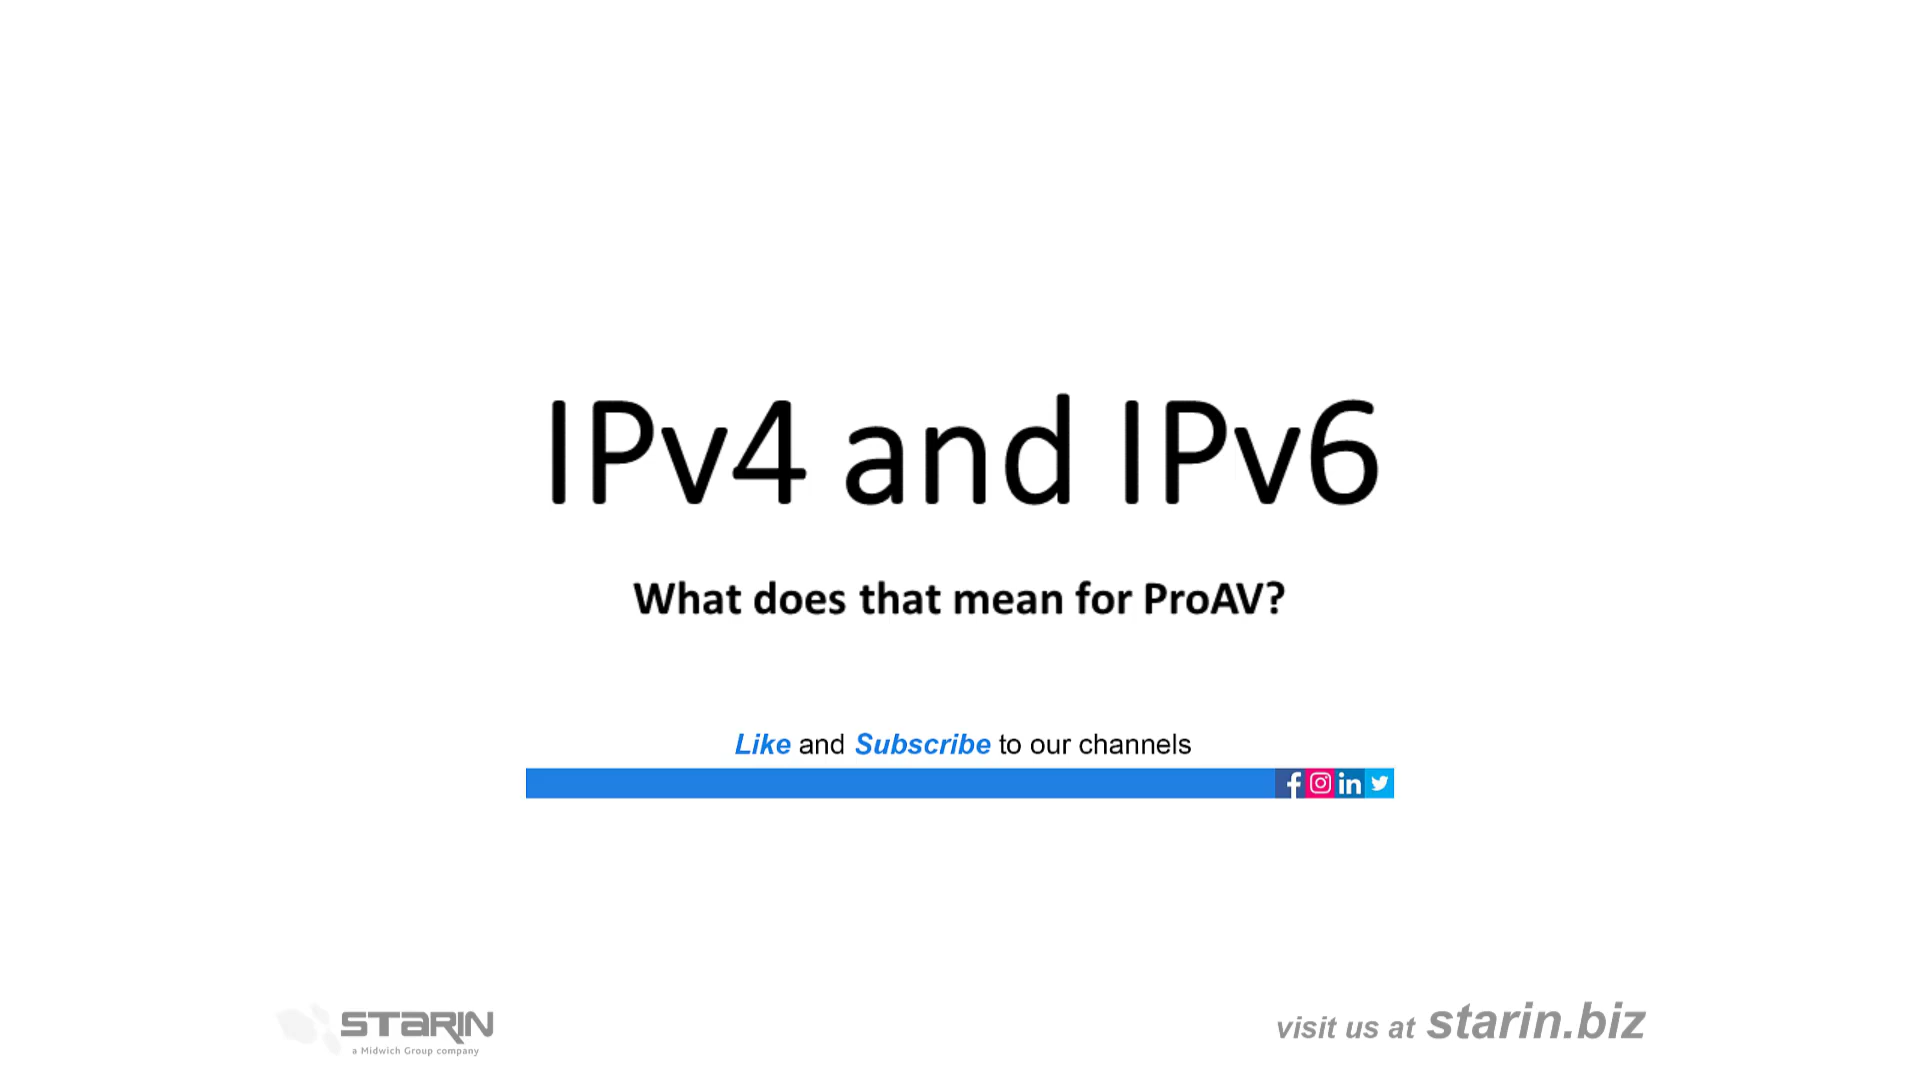 IPv4 and IPv6
What does that mean for ProAV?
Like and Subscribe to our channels
f in
STARIN
a Midwich Group company
visit us at starin.biz